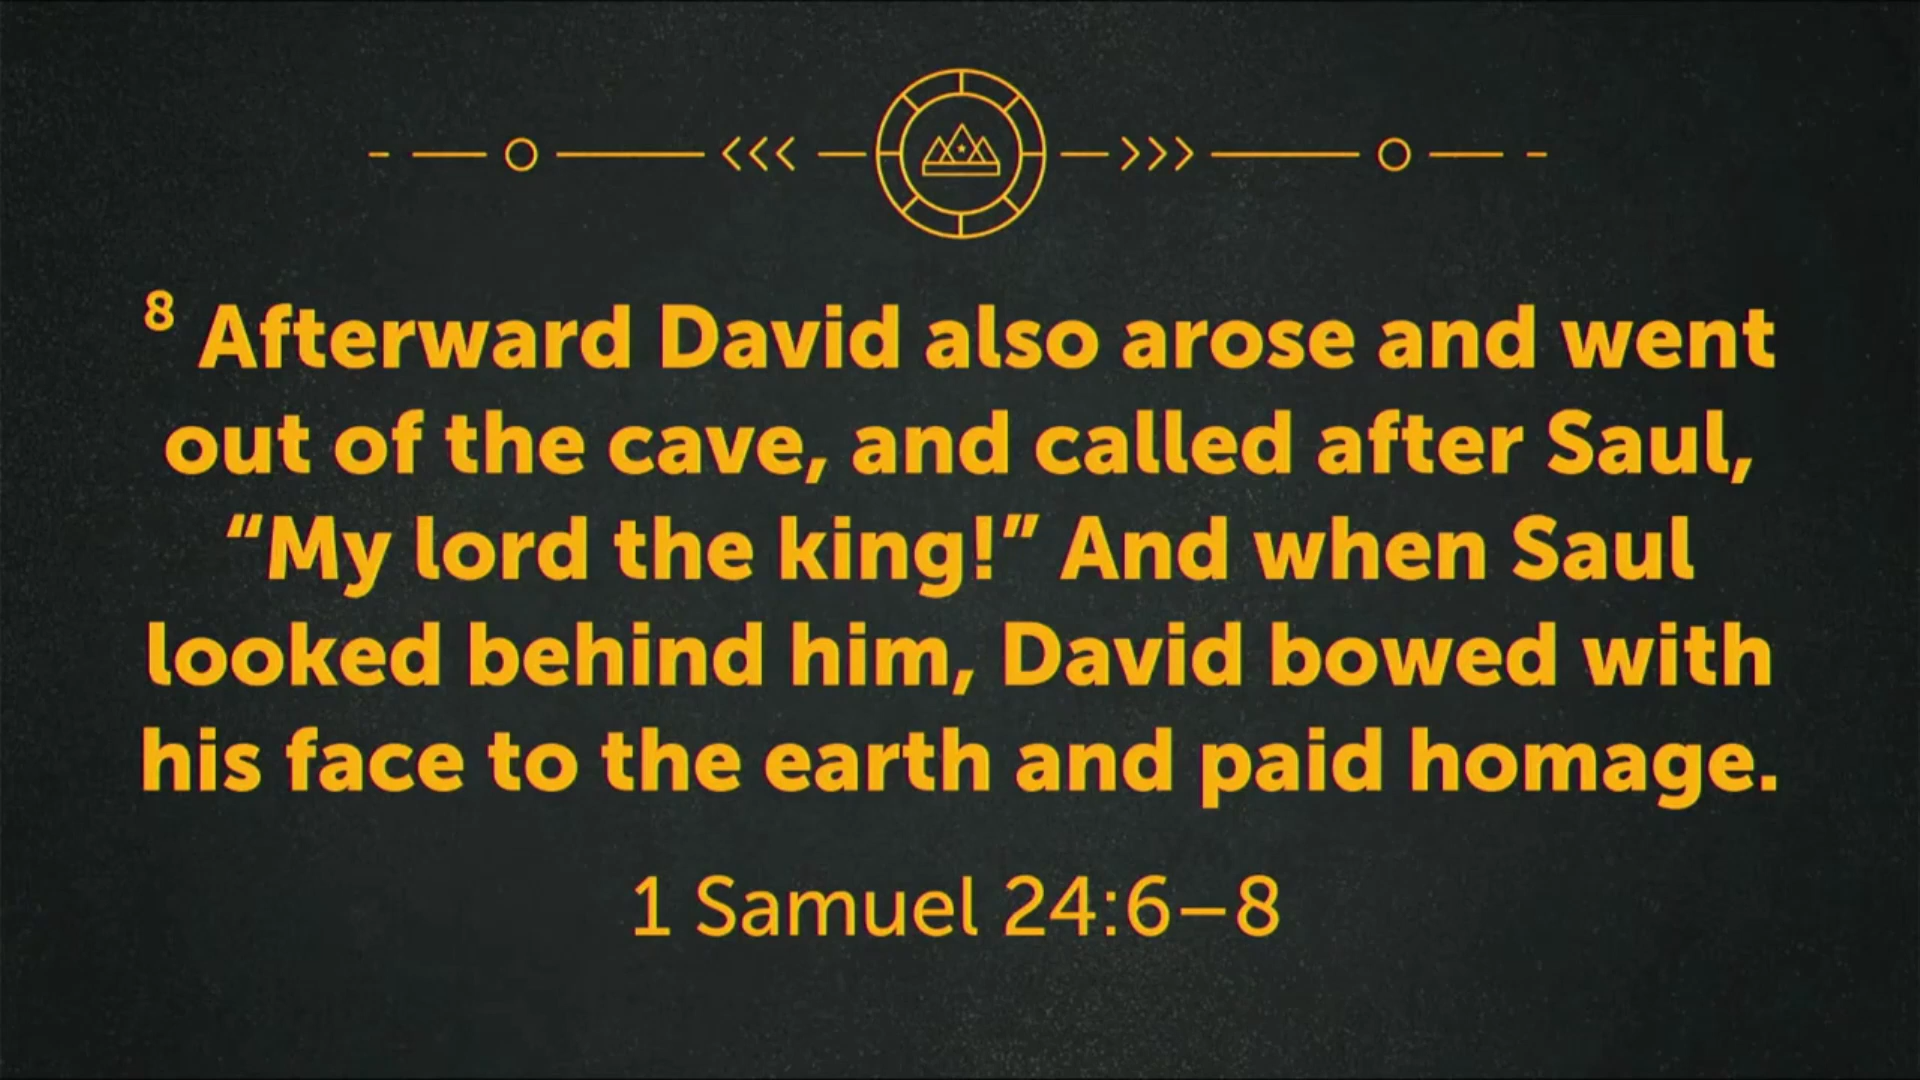 ⁸ Afterward David also arose and went
out of the cave, and called after Saul,
“My lord the king!” And when Saul
looked behind him, David bowed with
his face to the earth and paid homage.
1 Samuel 24:6–8